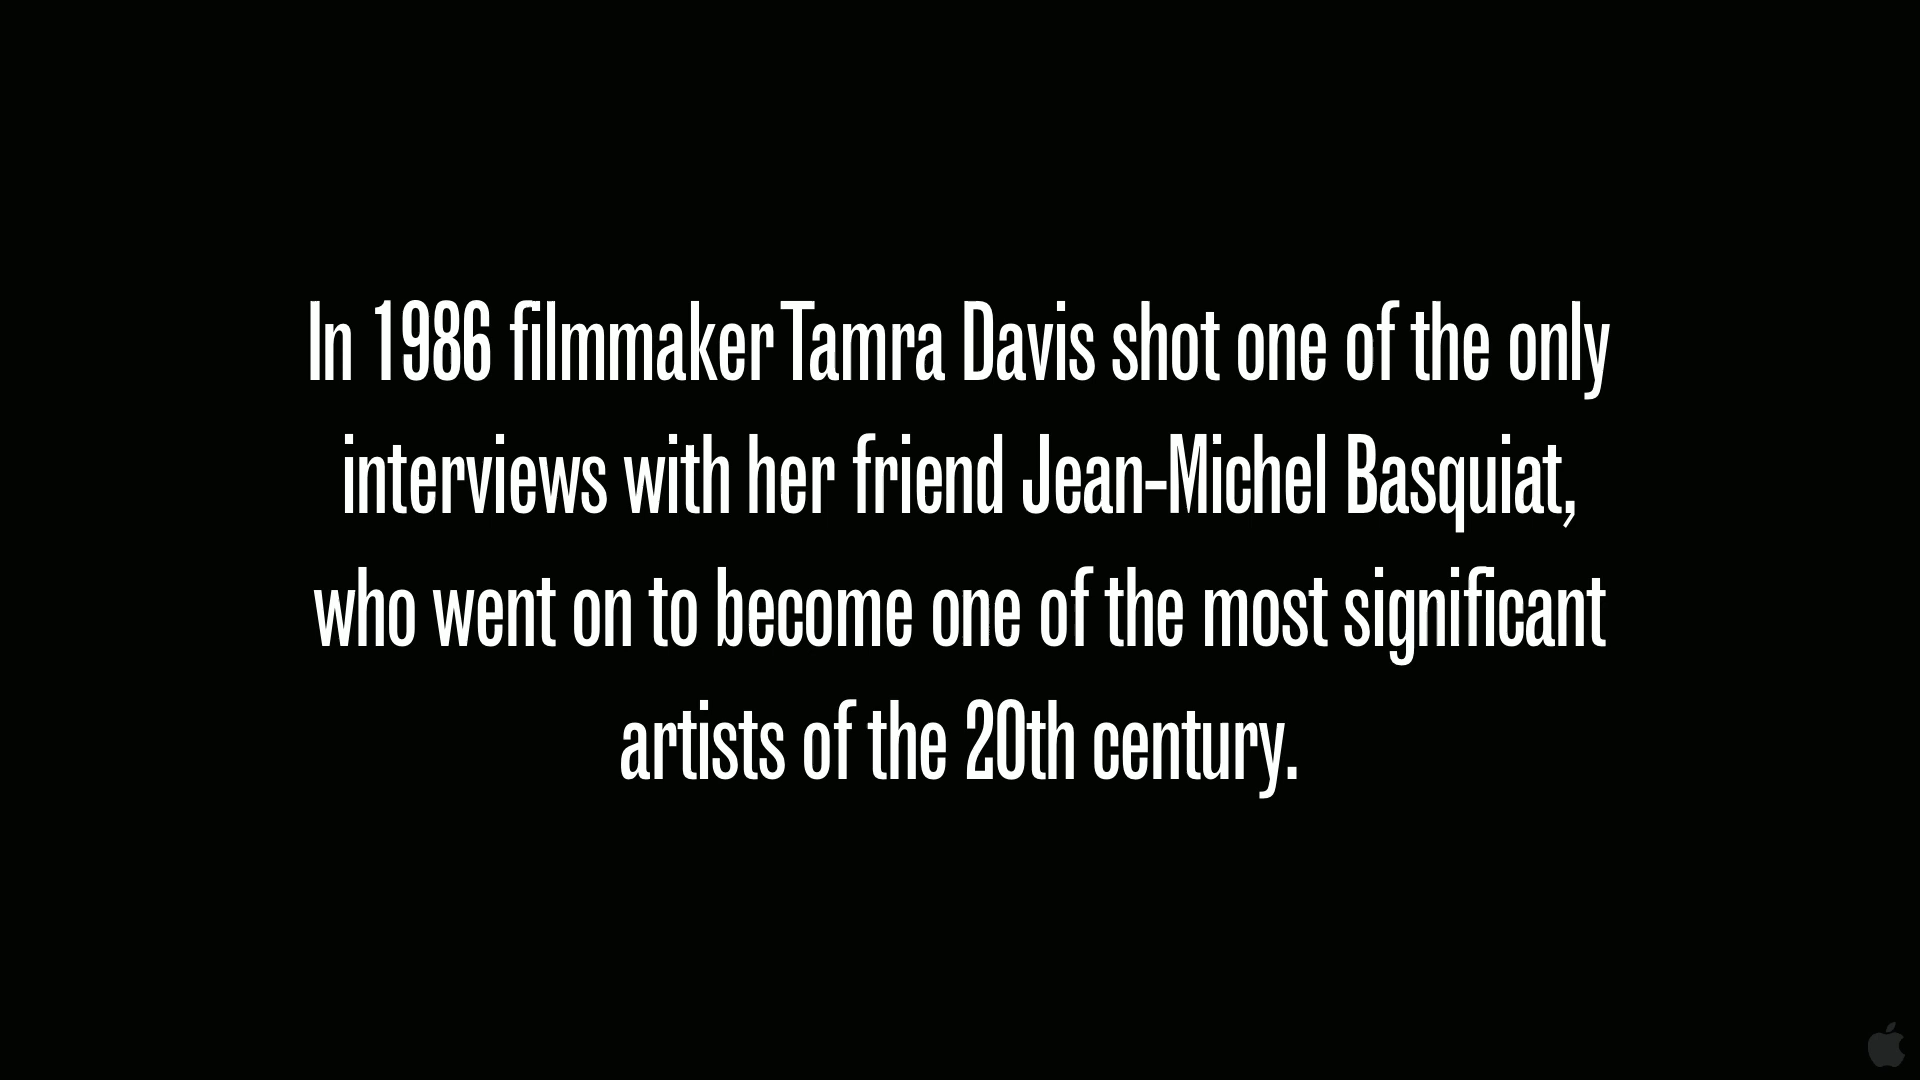 In 1986 filmmaker Tamra Davis shot one of the only
interviews with her friend Jean-Michel Basquiat,
who went on to become one of the most significant
artists of the 20th century.